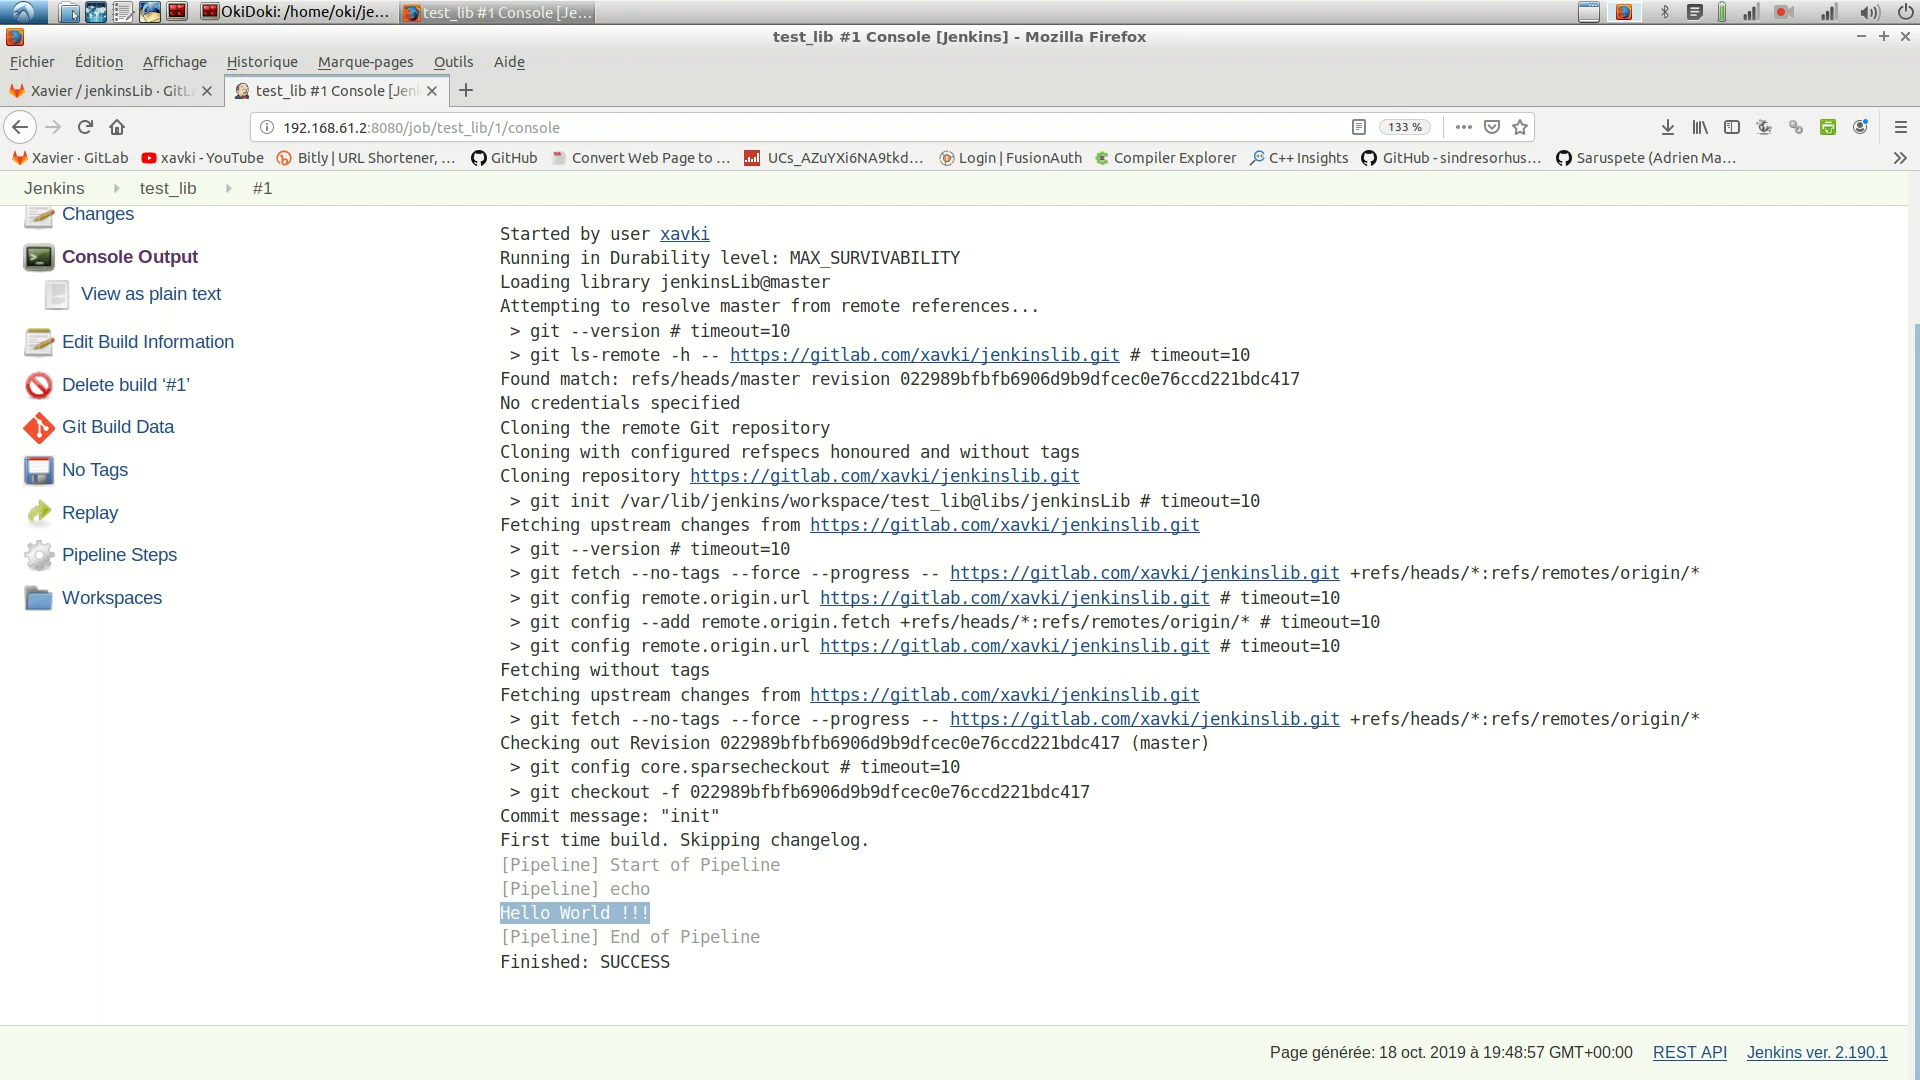 OkiDoki: /home/oki/je...
test_lib #1 Console [Je...
test_lib #1 Console [Jenkins] - Mozilla Firefox
Fichier Édition Affichage Historique Marque-pages Outils Aide
Xavier / jenkinsLib · GitL
test_lib #1 Console [Jen
192.168.61.2:8080/job/test_lib/1/console
133 %
Xavier · GitLab
xavki - YouTube
Bitly | URL Shortener, ...
GitHub
Convert Web Page to ...
UCs_AZuYXi6NA9tkd...
Login | FusionAuth
Compiler Explorer
C++ Insights
GitHub - sindresorhus...
Saruspete (Adrien Ma...
Jenkins test_lib #1
Changes
Console Output
View as plain text
Edit Build Information
Delete build ‘#1’
Git Build Data
No Tags
Replay
Pipeline Steps
Workspaces
Started by user xavki
Running in Durability level: MAX_SURVIVABILITY
Loading library jenkinsLib@master
Attempting to resolve master from remote references...
> git --version # timeout=10
> git ls-remote -h -- https://gitlab.com/xavki/jenkinslib.git # timeout=10
Found match: refs/heads/master revision 022989bfbfb6906d9b9dfcec0e76ccd221bdc417
No credentials specified
Cloning the remote Git repository
Cloning with configured refspecs honoured and without tags
Cloning repository https://gitlab.com/xavki/jenkinslib.git
> git init /var/lib/jenkins/workspace/test_lib@libs/jenkinsLib # timeout=10
Fetching upstream changes from https://gitlab.com/xavki/jenkinslib.git
> git --version # timeout=10
> git fetch --no-tags --force --progress -- https://gitlab.com/xavki/jenkinslib.git +refs/heads/*:refs/remotes/origin/*
> git config remote.origin.url https://gitlab.com/xavki/jenkinslib.git # timeout=10
> git config --add remote.origin.fetch +refs/heads/*:refs/remotes/origin/* # timeout=10
> git config remote.origin.url https://gitlab.com/xavki/jenkinslib.git # timeout=10
Fetching without tags
Fetching upstream changes from https://gitlab.com/xavki/jenkinslib.git
> git fetch --no-tags --force --progress -- https://gitlab.com/xavki/jenkinslib.git +refs/heads/*:refs/remotes/origin/*
Checking out Revision 022989bfbfb6906d9b9dfcec0e76ccd221bdc417 (master)
> git config core.sparsecheckout # timeout=10
> git checkout -f 022989bfbfb6906d9b9dfcec0e76ccd221bdc417
Commit message: "init"
First time build. Skipping changelog.
[Pipeline] Start of Pipeline
[Pipeline] echo
Hello World !!!
[Pipeline] End of Pipeline
Finished: SUCCESS
Page générée: 18 oct. 2019 à 19:48:57 GMT+00:00 REST API Jenkins ver. 2.190.1